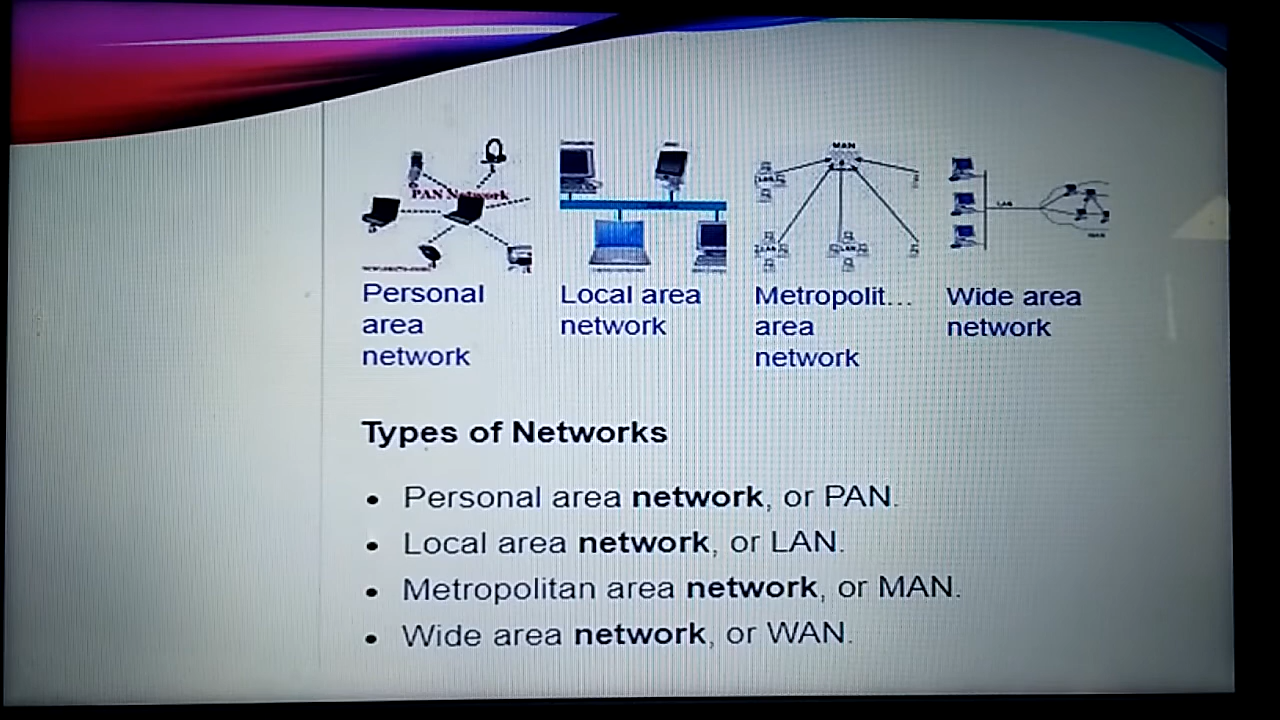 MAN
PAN Network
LAN
Personal
area
network
Local area
network
Metropolit...
area
network
Wide area
network
Types of Networks
• Personal area network, or PAN.
• Local area network, or LAN.
• Metropolitan area network, or MAN.
• Wide area network, or WAN.